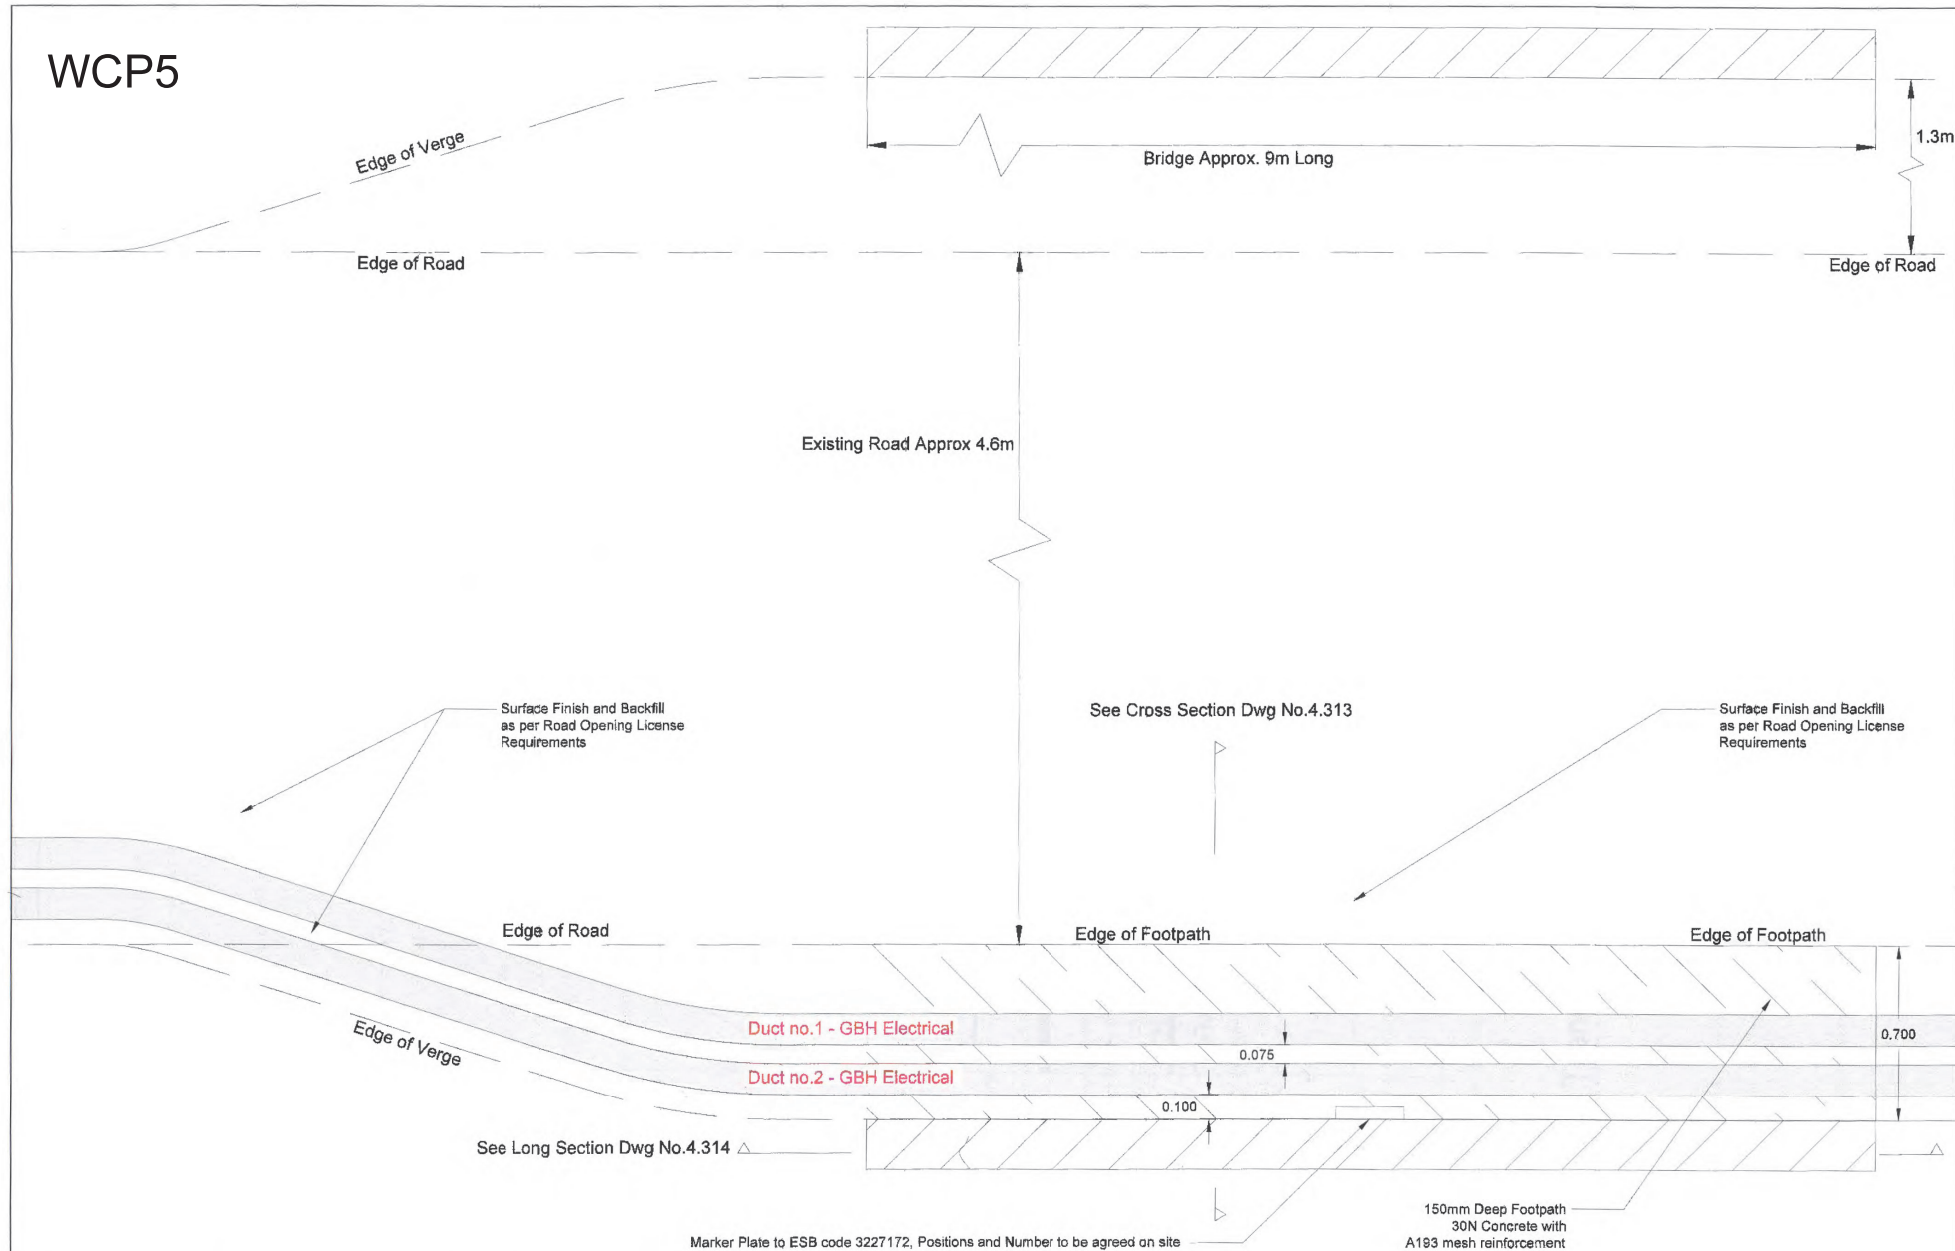 WCP5
Edge of Verge
Bridge Approx. 9m Long
1.3m
Edge of Road
Edge of Road
Existing Road Approx 4.6m
Surface Finish and Backfill
as per Road Opening License
Requirements
See Cross Section Dwg No.4.313
Surface Finish and Backfill
as per Road Opening License
Requirements
Edge of Road
Edge of Footpath
Edge of Footpath
Edge of Verge
Duct no.1 - GBH Electrical
0.700
0.075
Duct no.2 - GBH Electrical
0.100
See Long Section Dwg No.4.314
150mm Deep Footpath
30N Concrete with
A193 mesh reinforcement
Marker Plate to ESB code 3227172, Positions and Number to be agreed on site